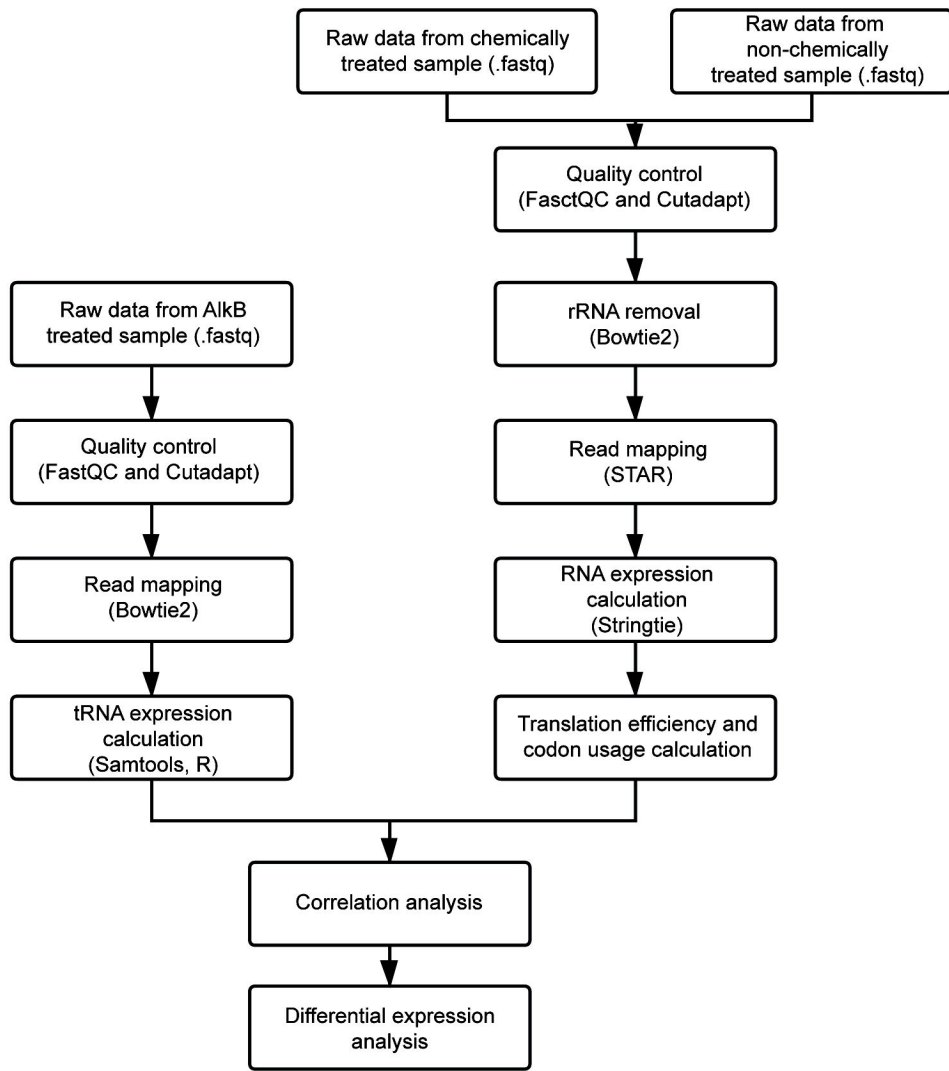 Raw data from chemically
treated sample (.fastq)
Raw data from
non-chemically
treated sample (.fastq)
Quality control
(FasctQC and Cutadapt)
rRNA removal
(Bowtie2)
Read mapping
(STAR)
RNA expression
calculation
(Stringtie)
Translation efficiency and
codon usage calculation
Raw data from AlkB
treated sample (.fastq)
Quality control
(FastQC and Cutadapt)
Read mapping
(Bowtie2)
tRNA expression
calculation
(Samtools, R)
Correlation analysis
Differential expression
analysis